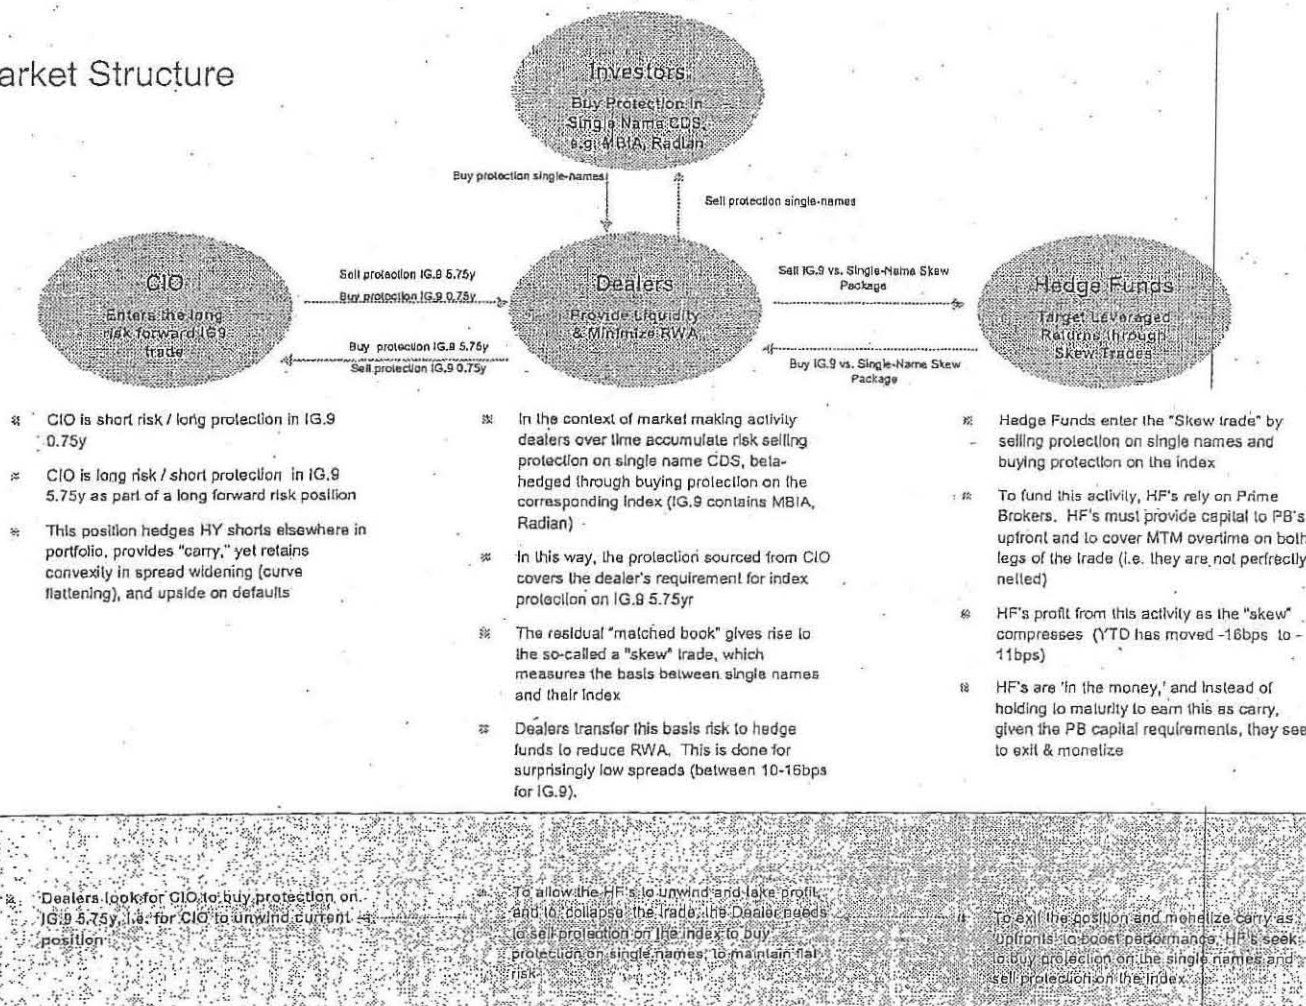 arket Structure
Investors
Buy Protection in
Single Name CDS,
e.g. MBIA, Radian
Buy protection single-names
Sell protection single-names
CIO
Enters the long
risk forward IG9
trade
Sell protection IG.9 5.75y
Buy protection IG.9 0.75y
Buy protection IG.9 5.75y
Sell protection IG.9 0.75y
Dealers
Provide Liquidity
& Minimize RWA
Sell IG.9 vs. Single-Name Skew
Package
Buy IG.9 vs. Single-Name Skew
Package
Hedge Funds
Target Leveraged
Returns through
Skew Trades
CIO is short risk / long protection in IG.9
0.75y
CIO is long risk / short protection in IG.9
5.75y as part of a long forward risk position
This position hedges HY shorts elsewhere in
portfolio, provides "carry," yet retains
convexity in spread widening (curve
flattening), and upside on defaults
In the context of market making activity
dealers over time accumulate risk selling
protection on single name CDS, beta-
hedged through buying protection on the
corresponding Index (IG.9 contains MBIA,
Radian)
In this way, the protection sourced from CIO
covers the dealer's requirement for index
protection on IG.9 5.75yr
The residual "matched book" gives rise to
the so-called a "skew" trade, which
measures the basis between single names
and their index
Dealers transfer this basis risk to hedge
funds to reduce RWA. This is done for
surprisingly low spreads (between 10-16bps
for IG.9).
Hedge Funds enter the "Skew trade" by
selling protection on single names and
buying protection on the index
To fund this activity, HF's rely on Prime
Brokers. HF's must provide capital to PB's
upfront and to cover MTM overtime on both
legs of the trade (i.e. they are not perfrectly
netted)
HF's profit from this activity as the "skew"
compresses (YTD has moved -16bps to -
11bps)
HF's are 'in the money,' and instead of
holding to maturity to earn this as carry,
given the PB capital requirements, they see
to exit & monetize
Dealers look for CIO to buy protection on
IG.9 5.75y, i.e. for CIO to unwind current
position
To allow the HF's to unwind and take profit,
and to collapse the trade, the Dealer needs
to sell protection on the index to buy
protection on single names, to maintain flat
risk
To exit the position and monetize carry as
upfronts to boost performance, HF's seek
to buy protection on the single names and
sell protection on the index